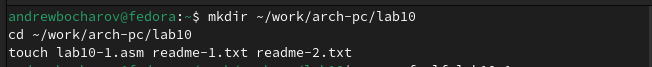 andrewbocharov@fedora:~$ mkdir ~/work/arch-pc/lab10
cd ~/work/arch-pc/lab10
touch lab10-1.asm readme-1.txt readme-2.txt